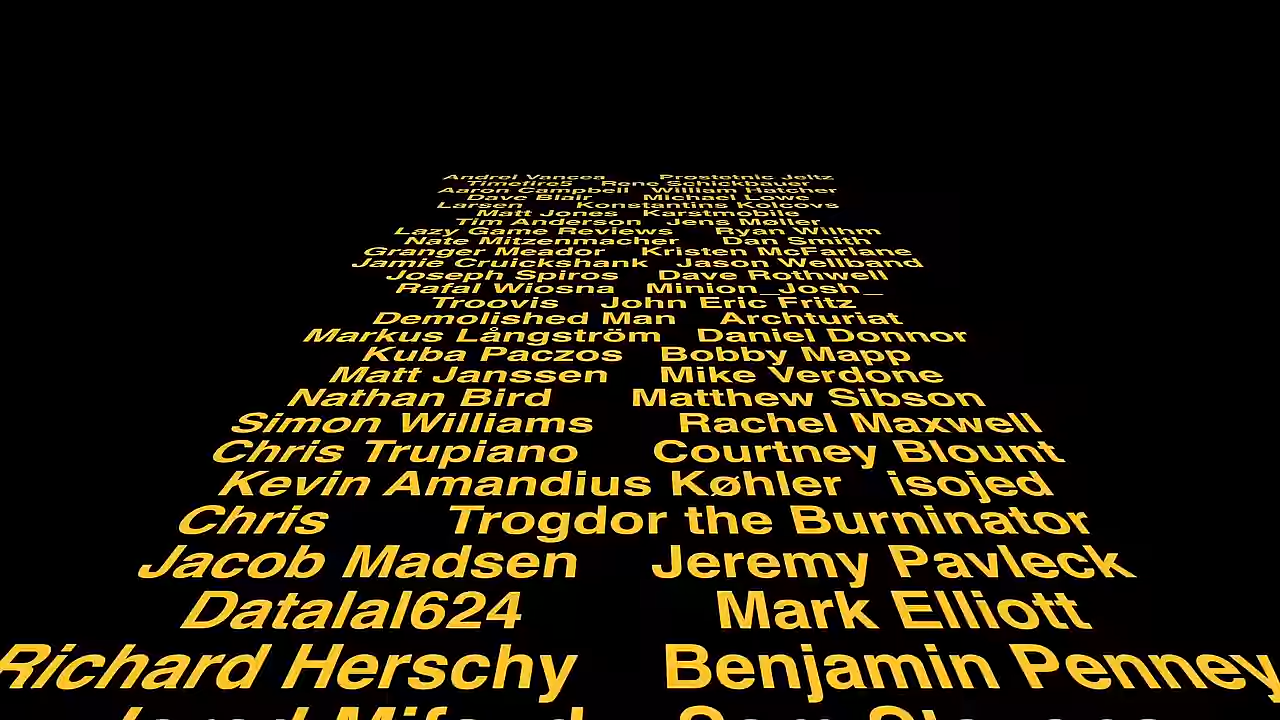 Andrei Vancea Prostetnic Jeltz
Timefire5 Rene Schickbauer
Aaron Campbell William Hatcher
Dave Blair Michael Lowe
Larsen Konstantins Kolcovs
Matt Jones Karstmobile
Tim Anderson Jens Møller
Lazy Game Reviews Ryan Wilhm
Nate Mitzenmacher Dan Smith
Granger Meador Kristen McFarlane
Jamie Cruickshank Jason Wellband
Joseph Spiros Dave Rothwell
Rafal Wiosna Minion_Josh_
Troovis John Eric Fritz
Demolished Man Archturiat
Markus Långström Daniel Donnor
Kuba Paczos Bobby Mapp
Matt Janssen Mike Verdone
Nathan Bird Matthew Sibson
Simon Williams Rachel Maxwell
Chris Trupiano Courtney Blount
Kevin Amandius Køhler isojed
Chris Trogdor the Burninator
Jacob Madsen Jeremy Pavleck
Datalal624 Mark Elliott
Richard Herschy Benjamin Penney